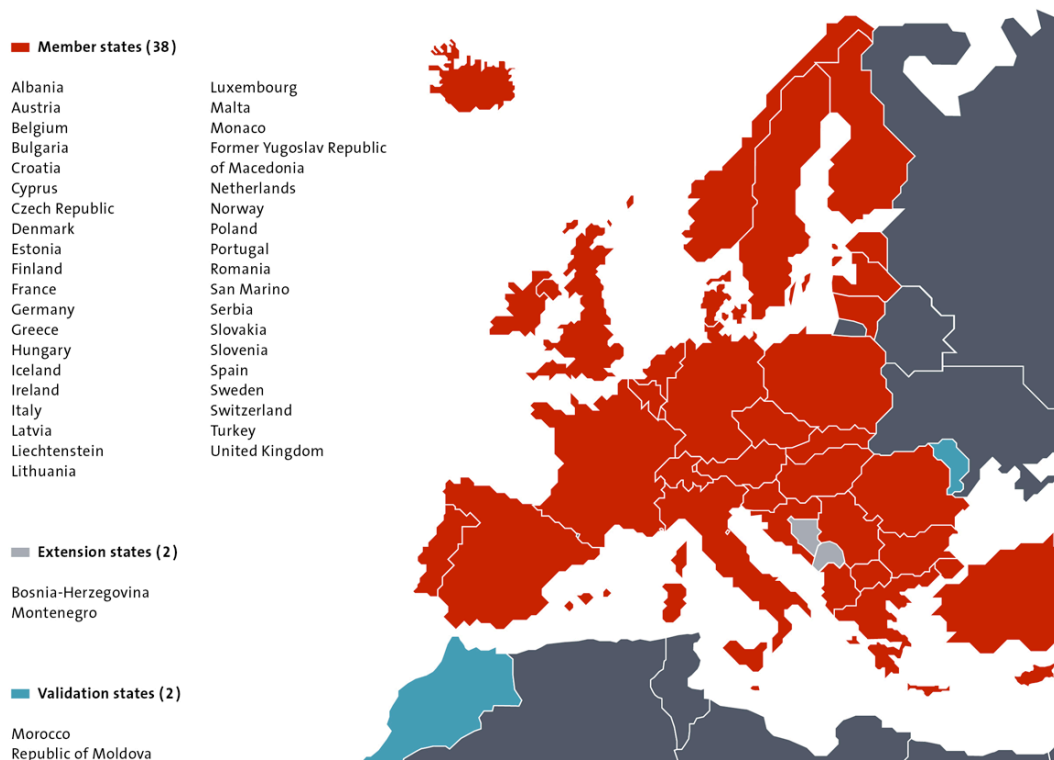 Member states (38)
Albania
Austria
Belgium
Bulgaria
Croatia
Cyprus
Czech Republic
Denmark
Estonia
Finland
France
Germany
Greece
Hungary
Iceland
Ireland
Italy
Latvia
Liechtenstein
Lithuania
Luxembourg
Malta
Monaco
Former Yugoslav Republic
of Macedonia
Netherlands
Norway
Poland
Portugal
Romania
San Marino
Serbia
Slovakia
Slovenia
Spain
Sweden
Switzerland
Turkey
United Kingdom
Extension states (2)
Bosnia-Herzegovina
Montenegro
Validation states (2)
Morocco
Republic of Moldova